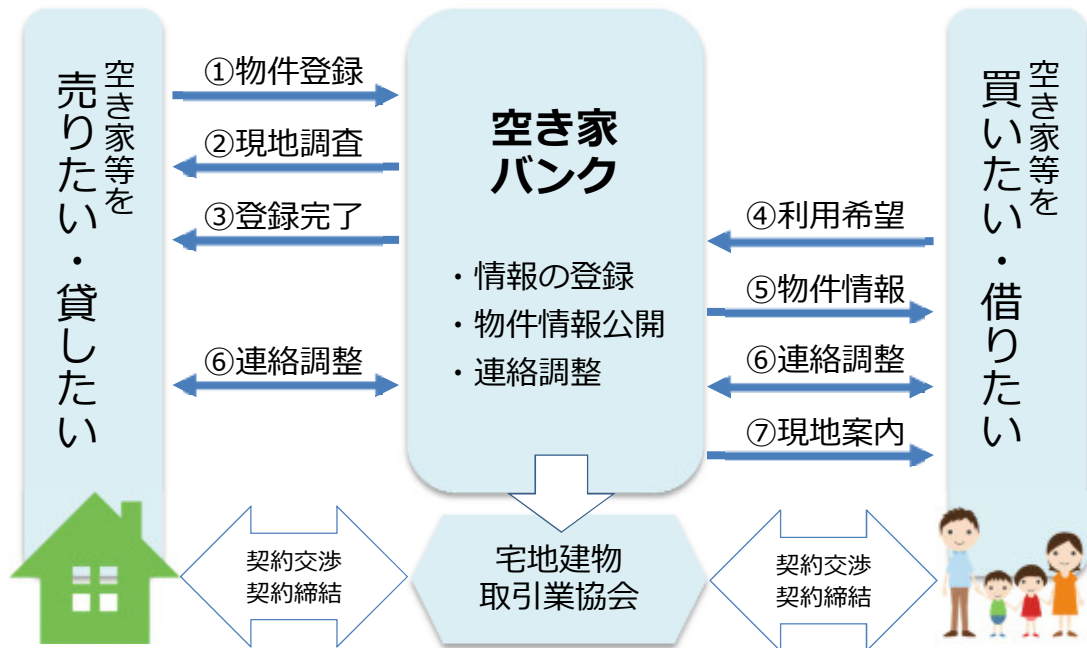 空き家等を
売りたい・貸したい
①物件登録
②現地調査
③登録完了
⑥連絡調整
空き家
バンク
・情報の登録
・物件情報公開
・連絡調整
④利用希望
⑤物件情報
⑥連絡調整
⑦現地案内
空き家等を
買いたい・借りたい
契約交渉
契約締結
宅地建物
取引業協会
契約交渉
契約締結